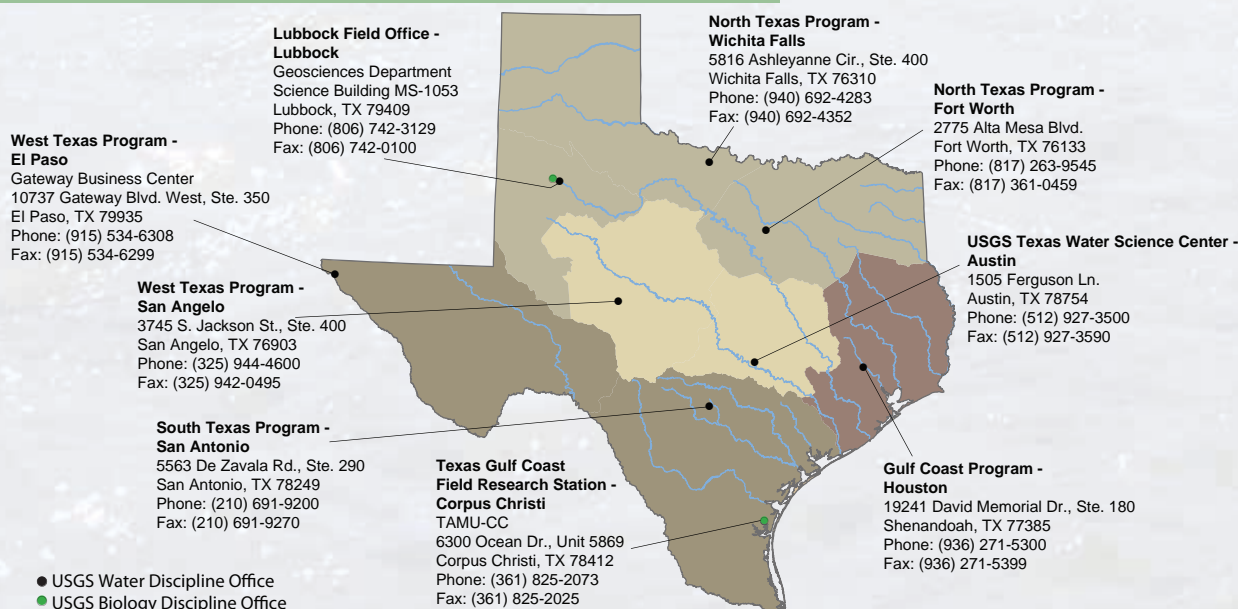 Lubbock Field Office -
Lubbock
Geosciences Department
Science Building MS-1053
Lubbock, TX 79409
Phone: (806) 742-3129
Fax: (806) 742-0100
North Texas Program -
Wichita Falls
5816 Ashleyanne Cir., Ste. 400
Wichita Falls, TX 76310
Phone: (940) 692-4283
Fax: (940) 692-4352
North Texas Program -
Fort Worth
2775 Alta Mesa Blvd.
Fort Worth, TX 76133
Phone: (817) 263-9545
Fax: (817) 361-0459
West Texas Program -
El Paso
Gateway Business Center
10737 Gateway Blvd. West, Ste. 350
El Paso, TX 79935
Phone: (915) 534-6308
Fax: (915) 534-6299
USGS Texas Water Science Center -
Austin
1505 Ferguson Ln.
Austin, TX 78754
Phone: (512) 927-3500
Fax: (512) 927-3590
West Texas Program -
San Angelo
3745 S. Jackson St., Ste. 400
San Angelo, TX 76903
Phone: (325) 944-4600
Fax: (325) 942-0495
South Texas Program -
San Antonio
5563 De Zavala Rd., Ste. 290
San Antonio, TX 78249
Phone: (210) 691-9200
Fax: (210) 691-9270
Texas Gulf Coast
Field Research Station -
Corpus Christi
TAMU-CC
6300 Ocean Dr., Unit 5869
Corpus Christi, TX 78412
Phone: (361) 825-2073
Fax: (361) 825-2025
Gulf Coast Program -
Houston
19241 David Memorial Dr., Ste. 180
Shenandoah, TX 77385
Phone: (936) 271-5300
Fax: (936) 271-5399
USGS Water Discipline Office
USGS Biology Discipline Office